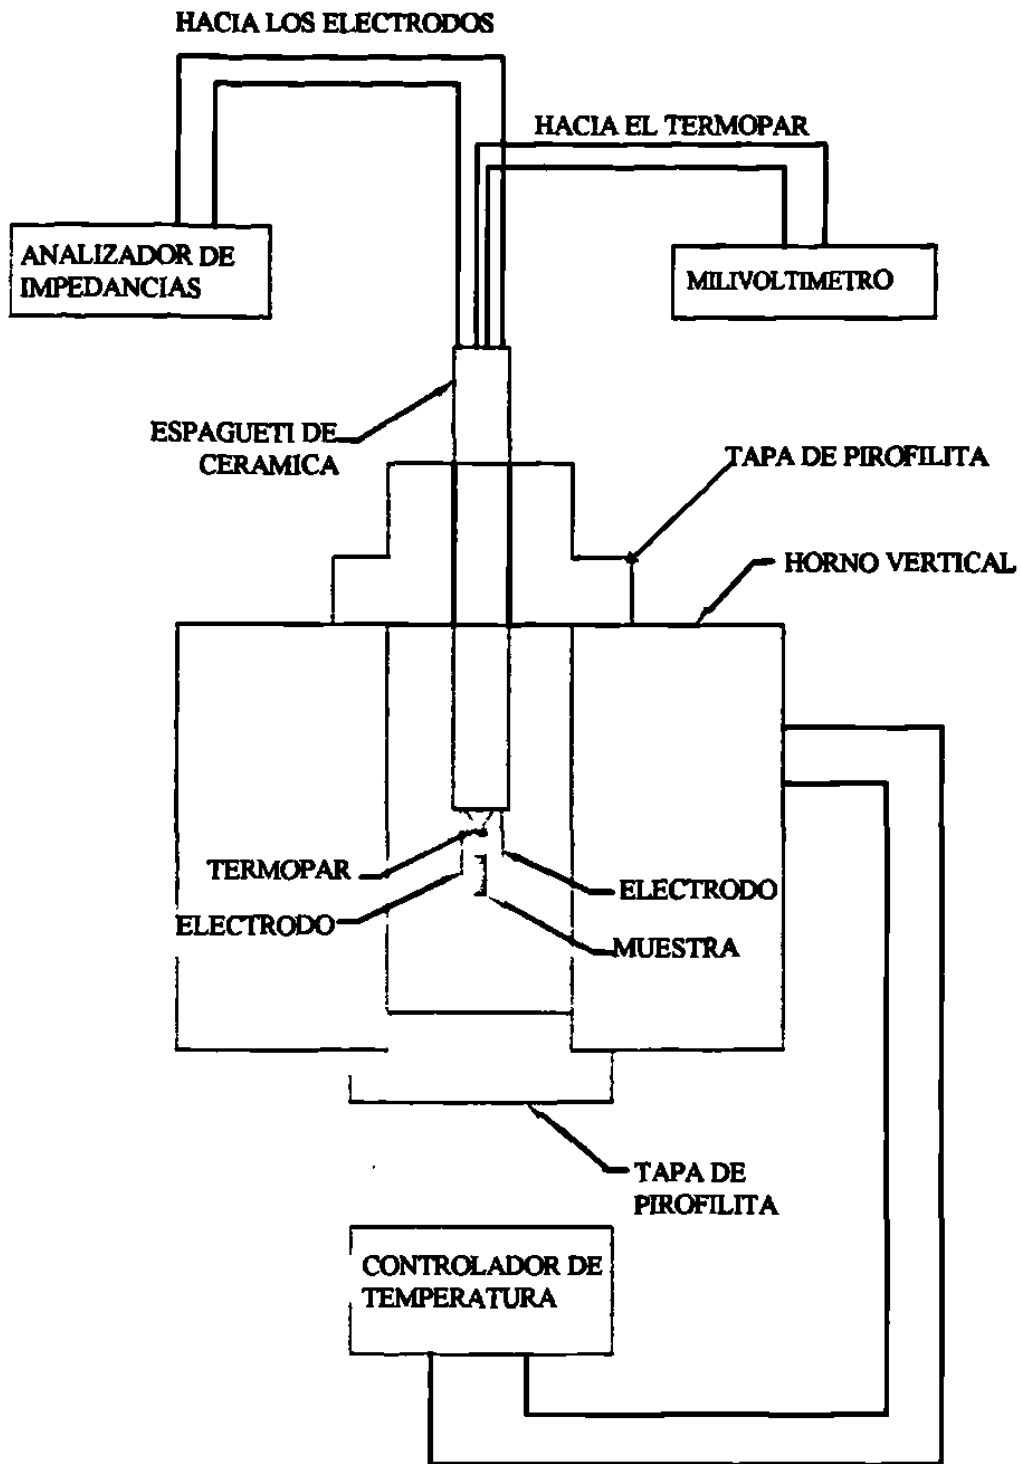 HACIA LOS ELECTRODOS
HACIA EL TERMOPAR
ANALIZADOR DE
IMPEDANCIAS
MILIVOLTIMETRO
ESPAGUETI DE
CERAMICA
TAPA DE PIROFILITA
HORNO VERTICAL
TERMOPAR
ELECTRODO
ELECTRODO
MUESTRA
TAPA DE
PIROFILITA
CONTROLADOR DE
TEMPERATURA